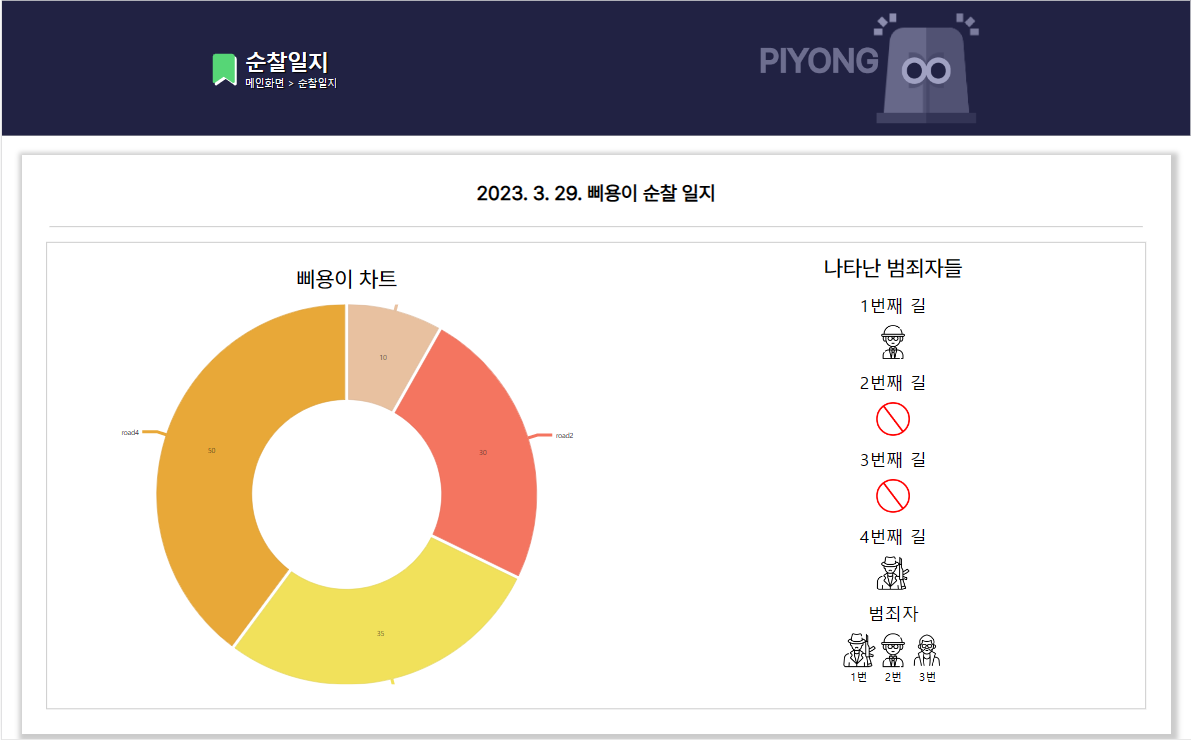 순찰일지
메인화면 > 순찰일지
PIYONG
2023. 3. 29. 삐용이 순찰 일지
삐용이 차트
10
30
35
50
road4
road2
나타난 범죄자들
1번째 길
2번째 길
3번째 길
4번째 길
범죄자
1번 2번 3번